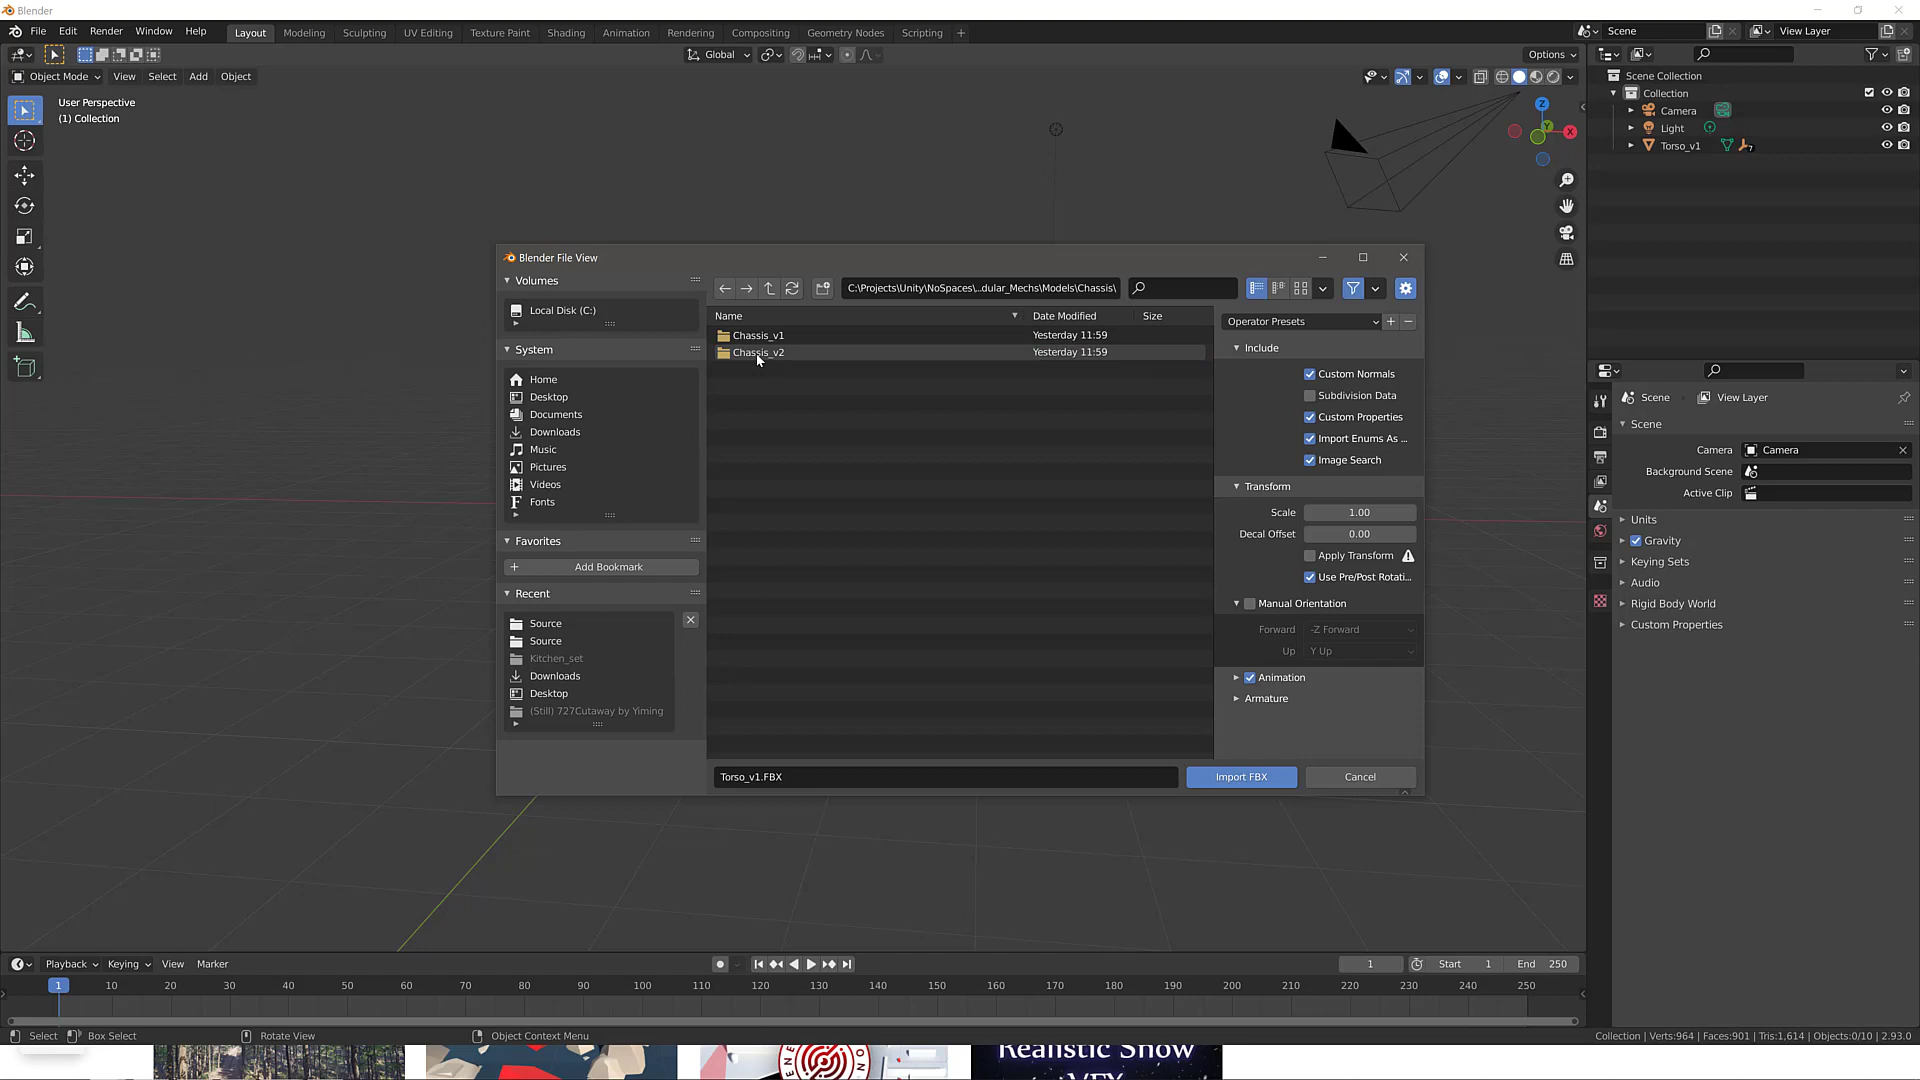 Blender
File Edit Render Window Help
Layout Modeling Sculpting UV Editing Texture Paint Shading Animation Rendering Compositing Geometry Nodes Scripting +
Scene
View Layer
Global
Options
Object Mode View Select Add Object
User Perspective
(1) Collection
Z
Y
X
Scene Collection
Collection
Camera
Light
Torso_v1 7
Blender File View
Volumes
Local Disk (C:)
System
Home
Desktop
Documents
Downloads
Music
Pictures
Videos
Fonts
Favorites
Add Bookmark
Recent
Source
Source
Kitchen_set
Downloads
Desktop
(Still) 727Cutaway by Yiming
C:\Projects\Unity\NoSpaces\...dular_Mechs\Models\Chassis\
Name Date Modified Size
Chassis_v1 Yesterday 11:59
Chassis_v2 Yesterday 11:59
Operator Presets
Include
Custom Normals
Subdivision Data
Custom Properties
Import Enums As ...
Image Search
Transform
Scale 1.00
Decal Offset 0.00
Apply Transform
Use Pre/Post Rotati...
Manual Orientation
Forward -Z Forward
Up Y Up
Animation
Armature
Torso_v1.FBX
Import FBX
Cancel
Scene View Layer
Scene
Camera Camera
Background Scene
Active Clip
Units
Gravity
Keying Sets
Audio
Rigid Body World
Custom Properties
Playback Keying View Marker
1 Start 1 End 250
1 10 20 30 40 50 60 70 80 90 100 110 120 130 140 150 160 170 180 190 200 210 220 230 240 250
Select Box Select Rotate View Object Context Menu
Collection | Verts:964 | Faces:901 | Tris:1,614 | Objects:0/10 | 2.93.0
Realistic Snow
VFX